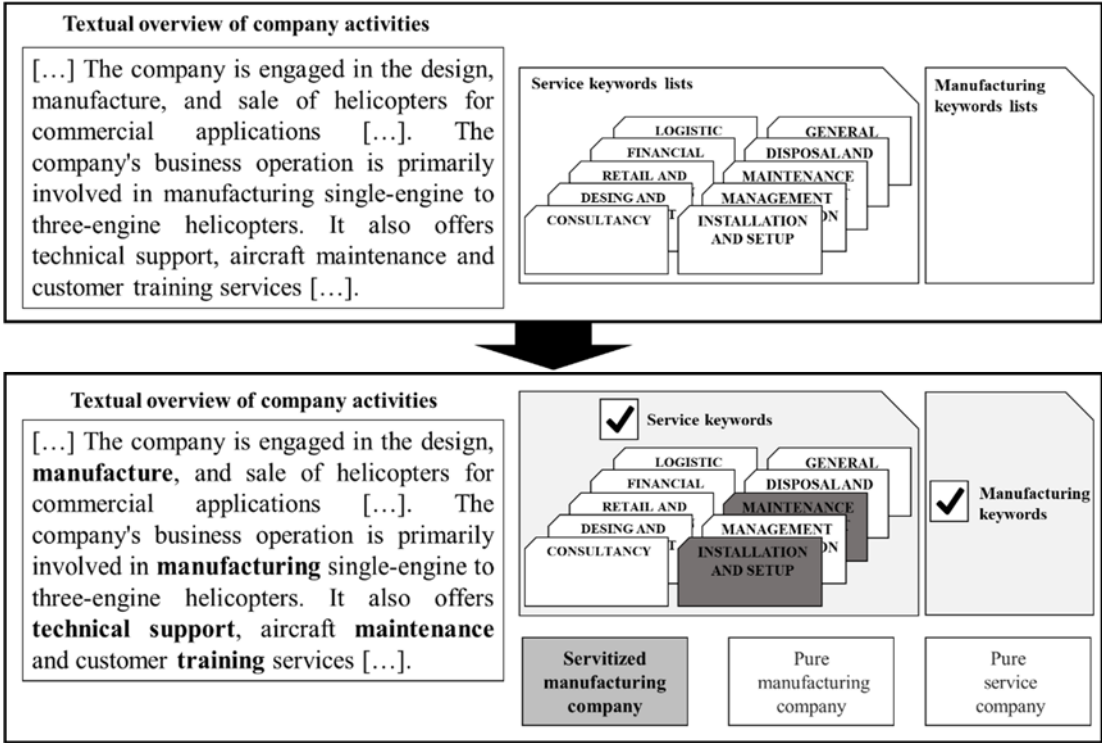 Textual overview of company activities
[…] The company is engaged in the design,
manufacture, and sale of helicopters for
commercial applications […]. The
company's business operation is primarily
involved in manufacturing single-engine to
three-engine helicopters. It also offers
technical support, aircraft maintenance and
customer training services […].
Service keywords lists
LOGISTIC
FINANCIAL
RETAIL AND
DESING AND
CONSULTANCY
GENERAL
DISPOSAL AND
MAINTENANCE
MANAGEMENT
INSTALLATION
AND SETUP
Manufacturing
keywords lists
Textual overview of company activities
[…] The company is engaged in the design,
manufacture, and sale of helicopters for
commercial applications […]. The
company's business operation is primarily
involved in manufacturing single-engine to
three-engine helicopters. It also offers
technical support, aircraft maintenance
and customer training services […].
Service keywords
LOGISTIC
FINANCIAL
RETAIL AND
DESING AND
CONSULTANCY
GENERAL
DISPOSAL AND
MAINTENANCE
MANAGEMENT
INSTALLATION
AND SETUP
Manufacturing
keywords
Servitized
manufacturing
company
Pure
manufacturing
company
Pure
service
company